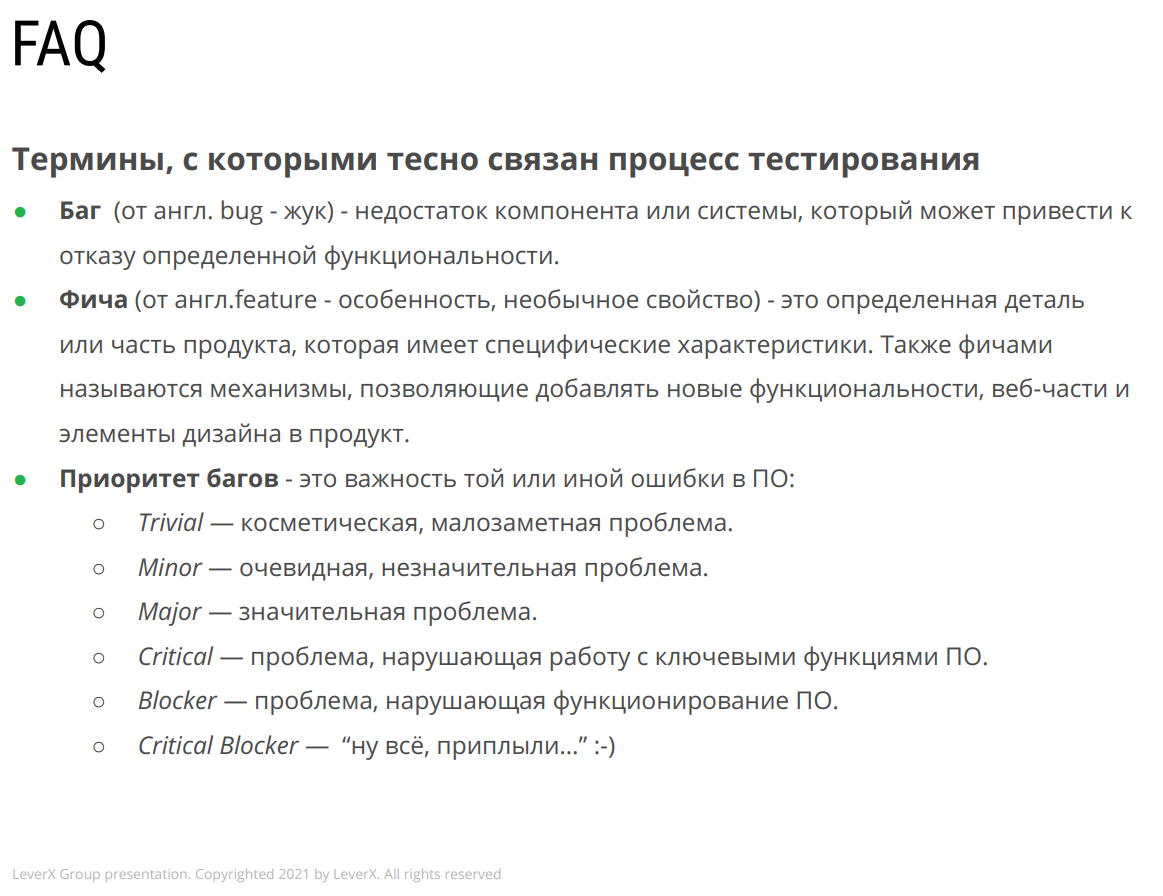 FAQ
Термины, с которыми тесно связан процесс тестирования
● Баг  (от англ. bug - жук) - недостаток компонента или системы, который может привести к
отказу определенной функциональности.
● Фича (от англ.feature - особенность, необычное свойство) - это определенная деталь
или часть продукта, которая имеет специфические характеристики. Также фичами
называются механизмы, позволяющие добавлять новые функциональности, веб-части и
элементы дизайна в продукт.
● Приоритет багов - это важность той или иной ошибки в ПО:
○ Trivial — косметическая, малозаметная проблема.
○ Minor — очевидная, незначительная проблема.
○ Major — значительная проблема.
○ Critical — проблема, нарушающая работу с ключевыми функциями ПО.
○ Blocker — проблема, нарушающая функционирование ПО.
○ Critical Blocker —  “ну всё, приплыли...” :-)
LeverX Group presentation. Copyrighted 2021 by LeverX. All rights reserved